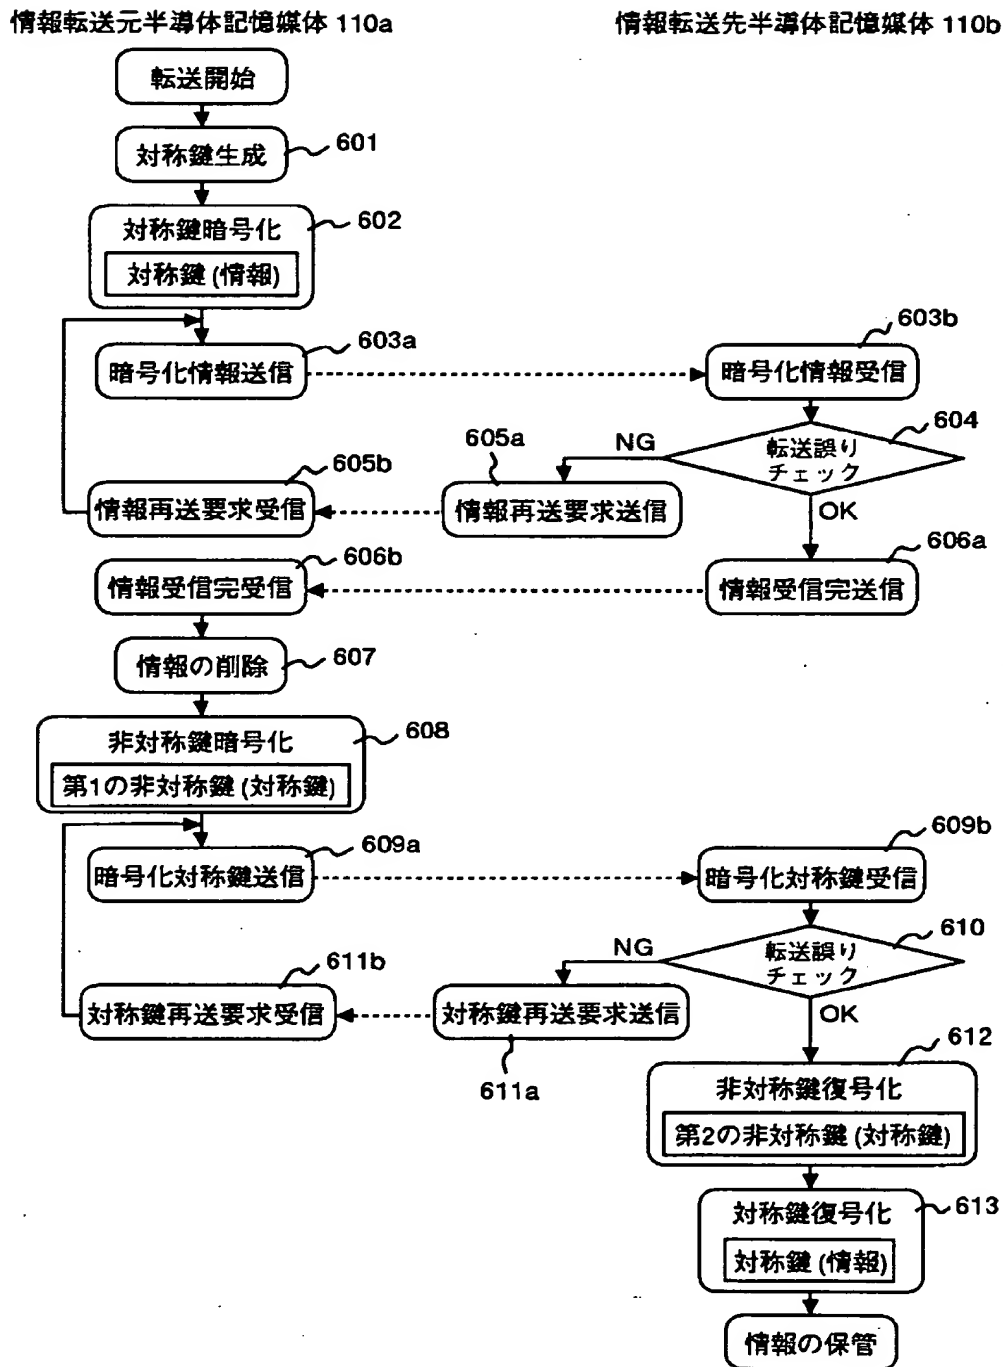 情報転送元半導体記憶媒体 110a
情報転送先半導体記憶媒体 110b
転送開始
対称鍵生成
601
対称鍵暗号化
602
対称鍵 (情報)
暗号化情報送信
603a
暗号化情報受信
603b
転送誤り
チェック
604
NG
OK
情報再送要求送信
605a
情報再送要求受信
605b
情報受信完送信
606a
情報受信完受信
606b
情報の削除
607
非対称鍵暗号化
608
第1の非対称鍵 (対称鍵)
暗号化対称鍵送信
609a
暗号化対称鍵受信
609b
転送誤り
チェック
610
NG
OK
対称鍵再送要求送信
611a
対称鍵再送要求受信
611b
非対称鍵復号化
612
第2の非対称鍵 (対称鍵)
対称鍵復号化
613
対称鍵 (情報)
情報の保管